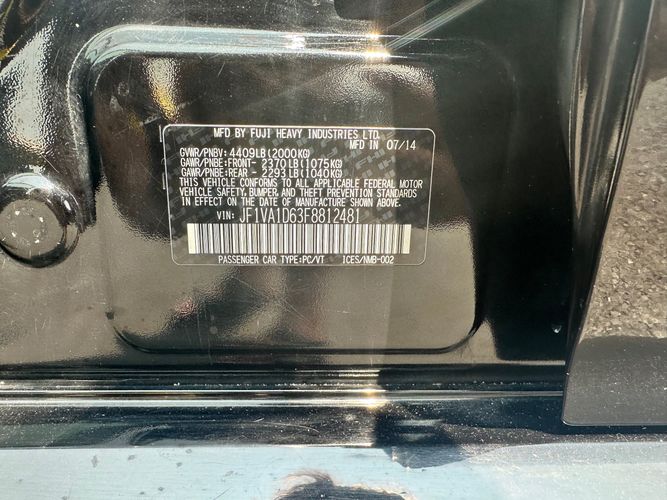 MFD BY FUJI HEAVY INDUSTRIES LTD.
MFD IN 07/14
GVWR/PNBV: 4409LB(2000KG)
GAWR/PNBE:FRONT- 2370LB(1075KG)
GAWR/PNBE:REAR - 2293LB(1040KG)
THIS VEHICLE CONFORMS TO ALL APPLICABLE FEDERAL MOTOR
VEHICLE SAFETY, BUMPER, AND THEFT PREVENTION STANDARDS
IN EFFECT ON THE DATE OF MANUFACTURE SHOWN ABOVE.
VIN: JF1VA1D63F8812481
PASSENGER CAR TYPE:PC/VT ICES/NMB-002